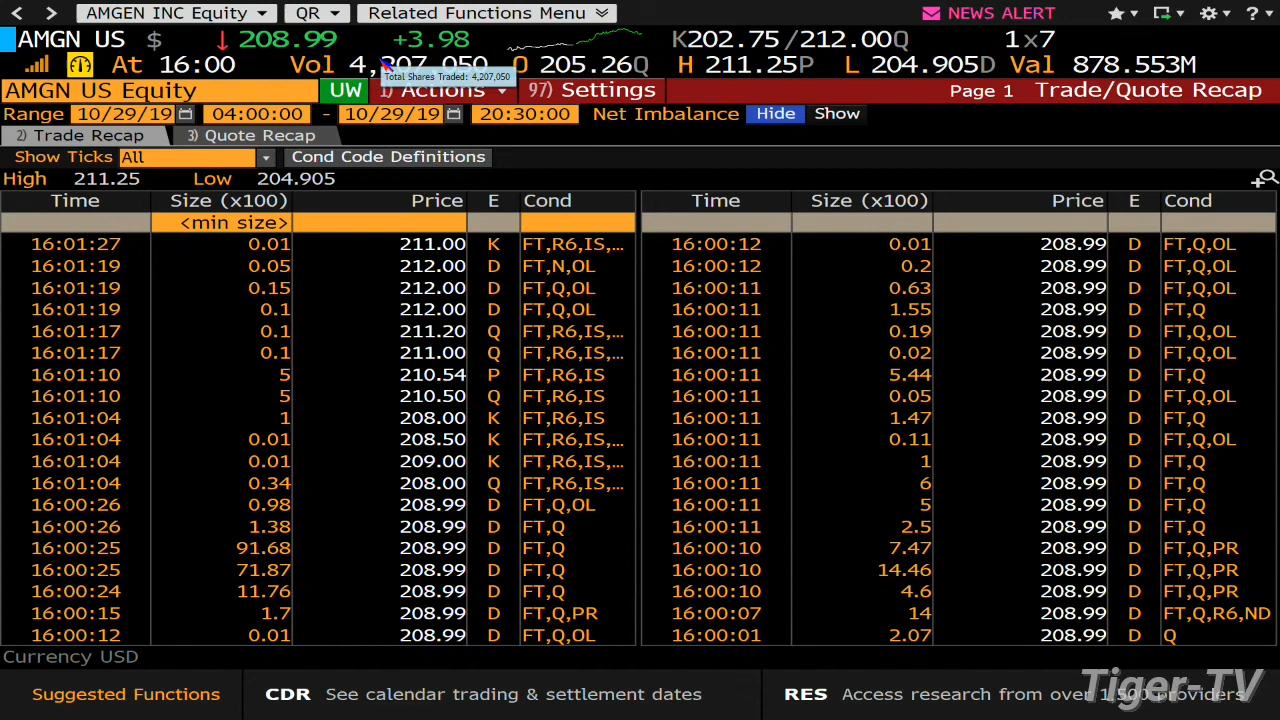 AMGEN INC Equity QR Related Functions Menu NEWS ALERT ?
AMGN US $ ↓208.99 +3.98 K202.75/212.00Q 1x7
At 16:00 Vol 4,207,050 O 205.26Q H 211.25P L 204.905D Val 878.553M
Total Shares Traded: 4,207,050
AMGN US Equity UW 1) Actions 97) Settings Page 1 Trade/Quote Recap
Range 10/29/19 04:00:00 - 10/29/19 20:30:00 Net Imbalance Hide Show
2) Trade Recap 3) Quote Recap
Show Ticks All Cond Code Definitions
High 211.25 Low 204.905
Time Size (x100) Price E Cond Time Size (x100) Price E Cond
<min size>
16:01:27 0.01 211.00 K FT,R6,IS,... 16:00:12 0.01 208.99 D FT,Q,OL
16:01:19 0.05 212.00 D FT,N,OL 16:00:12 0.2 208.99 D FT,Q,OL
16:01:19 0.15 212.00 D FT,Q,OL 16:00:11 0.63 208.99 D FT,Q,OL
16:01:19 0.1 212.00 D FT,Q,OL 16:00:11 1.55 208.99 D FT,Q
16:01:17 0.1 211.20 Q FT,R6,IS,... 16:00:11 0.19 208.99 D FT,Q,OL
16:01:17 0.1 211.00 Q FT,R6,IS,... 16:00:11 0.02 208.99 D FT,Q,OL
16:01:10 5 210.54 P FT,R6,IS 16:00:11 5.44 208.99 D FT,Q
16:01:10 5 210.50 Q FT,R6,IS 16:00:11 0.05 208.99 D FT,Q,OL
16:01:04 1 208.00 K FT,R6,IS 16:00:11 1.47 208.99 D FT,Q
16:01:04 0.01 208.50 K FT,R6,IS,... 16:00:11 0.11 208.99 D FT,Q,OL
16:01:04 0.01 209.00 K FT,R6,IS,... 16:00:11 1 208.99 D FT,Q
16:01:04 0.34 208.00 Q FT,R6,IS,... 16:00:11 6 208.99 D FT,Q
16:00:26 0.98 208.99 D FT,Q,OL 16:00:11 5 208.99 D FT,Q
16:00:26 1.38 208.99 D FT,Q 16:00:11 2.5 208.99 D FT,Q
16:00:25 91.68 208.99 D FT,Q 16:00:10 7.47 208.99 D FT,Q,PR
16:00:25 71.87 208.99 D FT,Q 16:00:10 14.46 208.99 D FT,Q,PR
16:00:24 11.76 208.99 D FT,Q 16:00:10 4.6 208.99 D FT,Q,PR
16:00:15 1.7 208.99 D FT,Q,PR 16:00:07 14 208.99 D FT,Q,R6,ND
16:00:12 0.01 208.99 D FT,Q,OL 16:00:01 2.07 208.99 D Q
Currency USD
Suggested Functions CDR See calendar trading & settlement dates RES Access research from over 1,500 providers
Tiger-TV